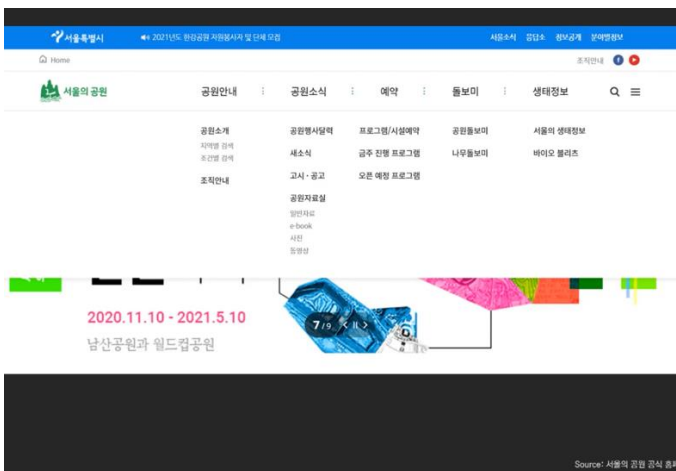 서울특별시
2021년도 한강공원 자원봉사자 및 단체 모집
서울소식 응답소 정보공개 분야별정보
Home
조직안내
서울의 공원
공원안내 공원소식 예약 돌보미 생태정보
공원소개 공원행사달력 프로그램/시설예약 공원돌보미 서울의 생태정보
지역별 검색
조건별 검색
새소식 금주 진행 프로그램 나무돌보미 바이오 블리츠
조직안내 고시·공고 오픈 예정 프로그램
공원자료실
일반자료
e-book
사진
동영상
2020.11.10 - 2021.5.10
7/9
남산공원과 월드컵공원
Source: 서울의 공원 공식 홈페